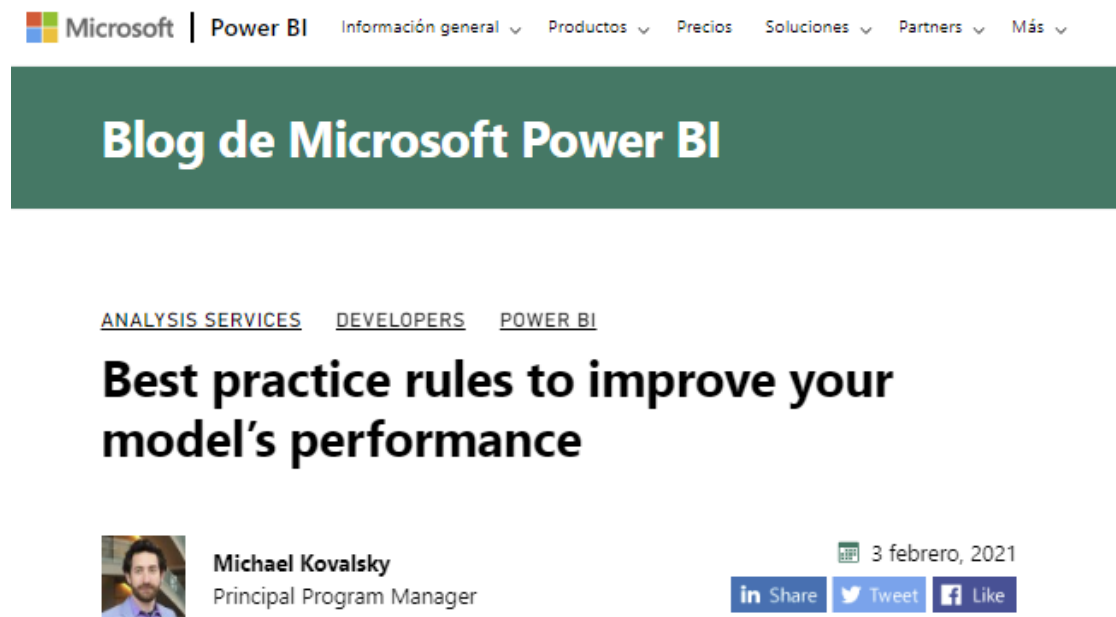 Microsoft Power BI Información general Productos Precios Soluciones Partners Más
Blog de Microsoft Power BI
ANALYSIS SERVICES DEVELOPERS POWER BI
Best practice rules to improve your
model’s performance
Michael Kovalsky
Principal Program Manager
3 febrero, 2021
in Share Tweet Like